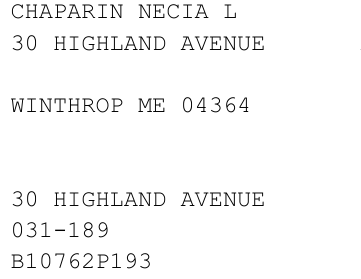 CHAPARIN NECIA L
30 HIGHLAND AVENUE
WINTHROP ME 04364
30 HIGHLAND AVENUE
031-189
B10762P193